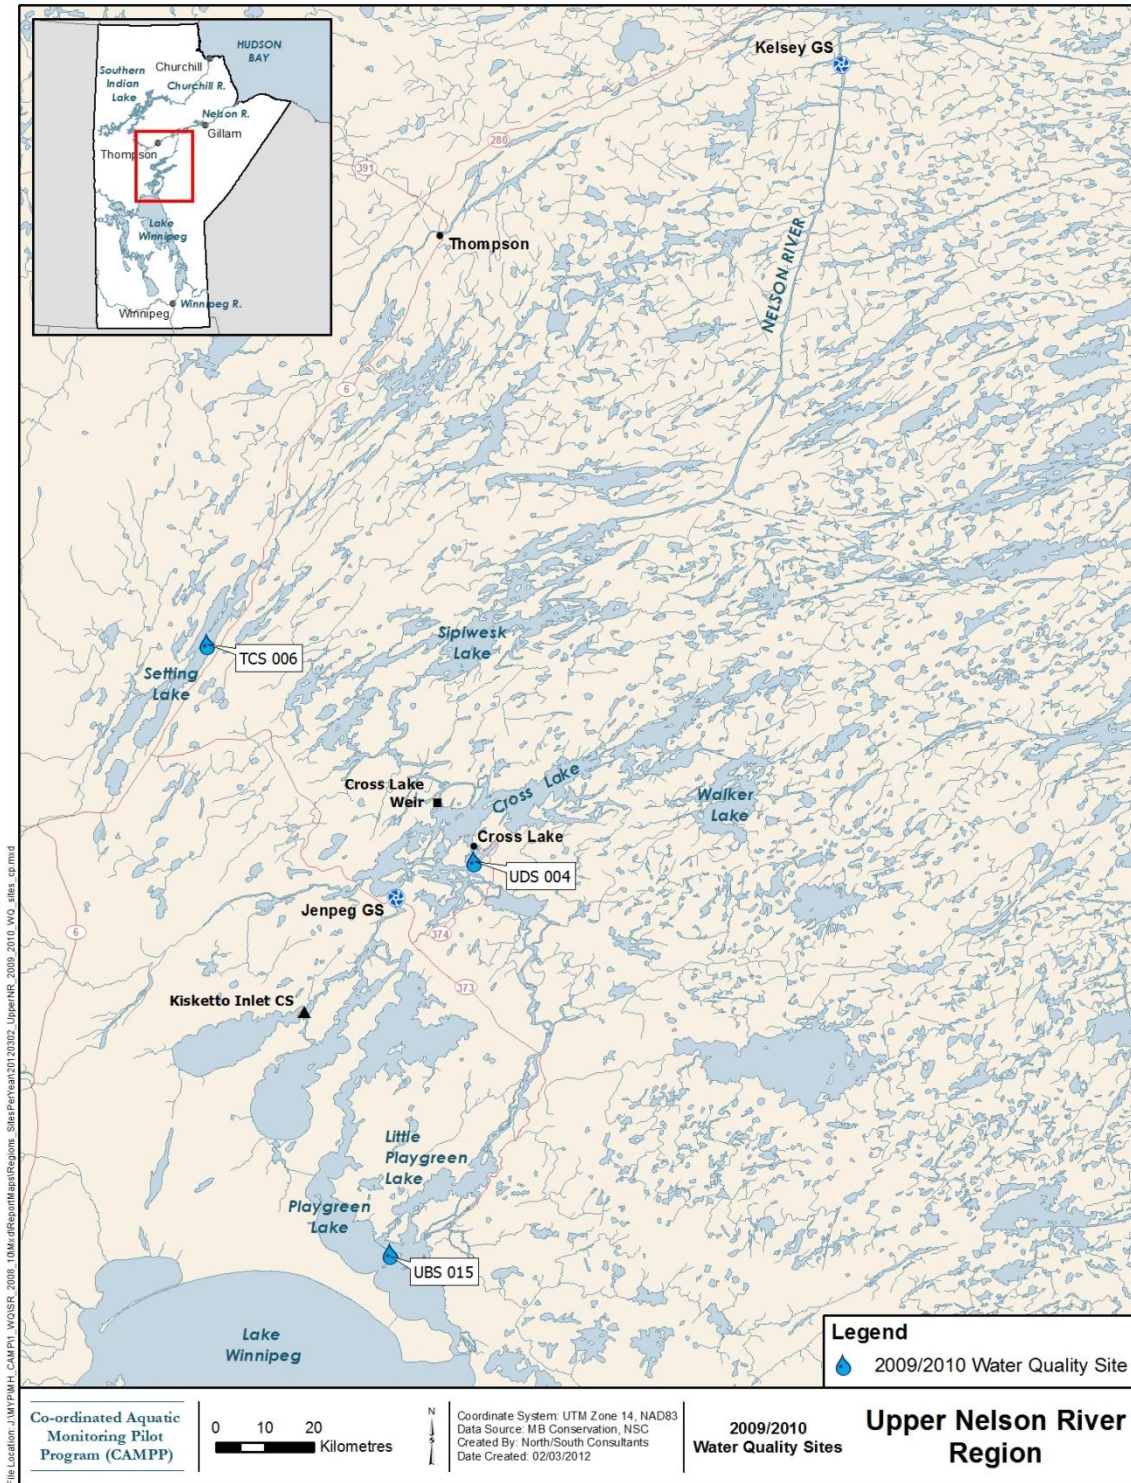 HUDSON
BAY
Churchill
Southern
Indian
Lake
Churchill R.
Nelson R.
Gillam
Thompson
Lake
Winnipeg
Winnipeg R.
Winnipeg
Kelsey GS
280
391
Thompson
NELSON RIVER
6
Sipiwesk
Lake
TCS 006
Setting
Lake
Cross Lake
Weir
Cross Lake
Walker
Lake
Cross Lake
UDS 004
Jenpeg GS
6
374
373
Kisketto Inlet CS
Little
Playgreen
Lake
Playgreen
Lake
UBS 015
Lake
Winnipeg
Legend
2009/2010 Water Quality Site
Co-ordinated Aquatic
Monitoring Pilot
Program (CAMPP)
0 10 20
Kilometres
N
Coordinate System: UTM Zone 14, NAD83
Data Source: MB Conservation, NSC
Created By: North/South Consultants
Date Created: 02/03/2012
2009/2010
Water Quality Sites
Upper Nelson River
Region